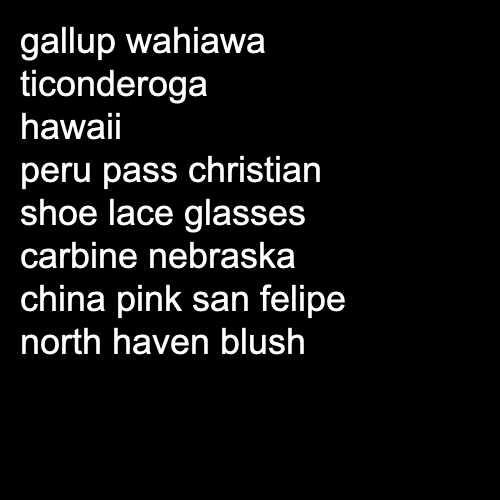 gallup wahiawa
ticonderoga
hawaii
peru pass christian
shoe lace glasses
carbine nebraska
china pink san felipe
north haven blush